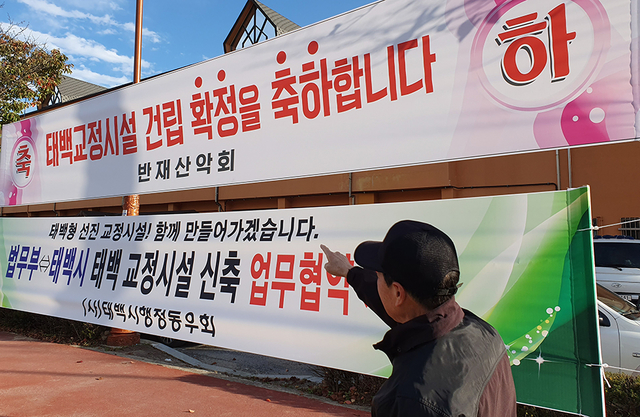 축 태백교정시설 건립 확정을 축하합니다 하
반재산악회
태백형 선진 교정시설! 함께 만들어가겠습니다.
법무부⇔태백시 태백 교정시설 신축 업무협약
(사)태백시행정동우회